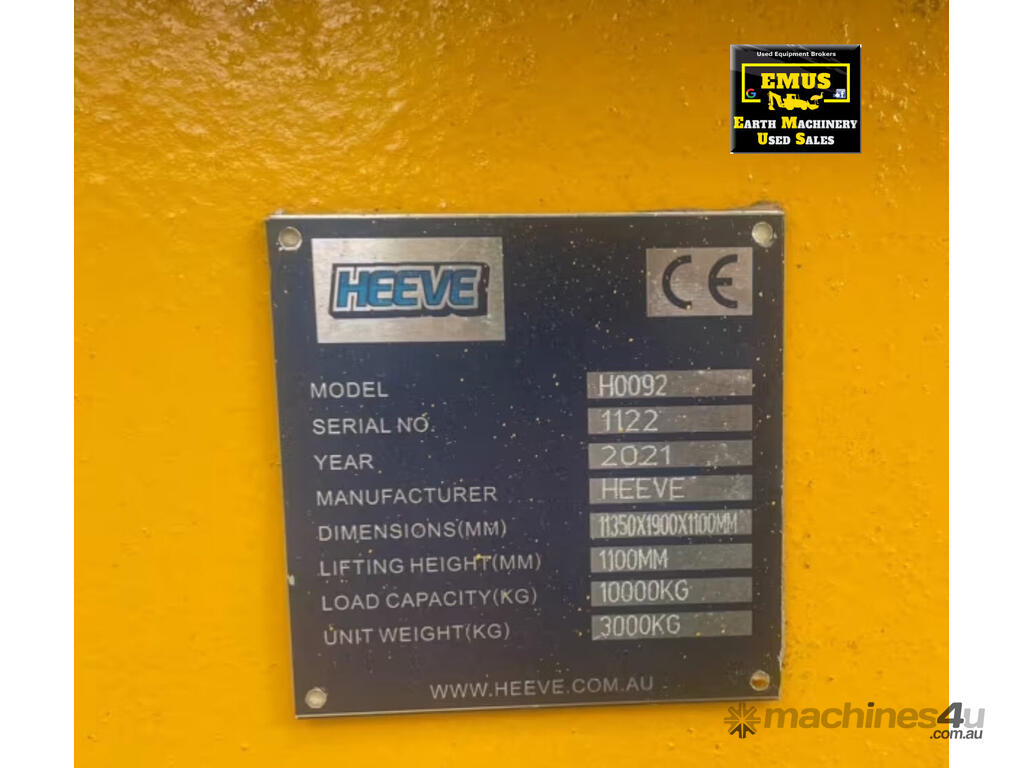 Used Equipment Brokers
EMUS
EARTH MACHINERY
USED SALES
HEEVE
CE
MODEL H0092
SERIAL NO. 1122
YEAR 2021
MANUFACTURER HEEVE
DIMENSIONS(MM) 11350X1900X1100MM
LIFTING HEIGHT(MM) 1100MM
LOAD CAPACITY(KG) 10000KG
UNIT WEIGHT(KG) 3000KG
WWW.HEEVE.COM.AU
machines4u
.com.au